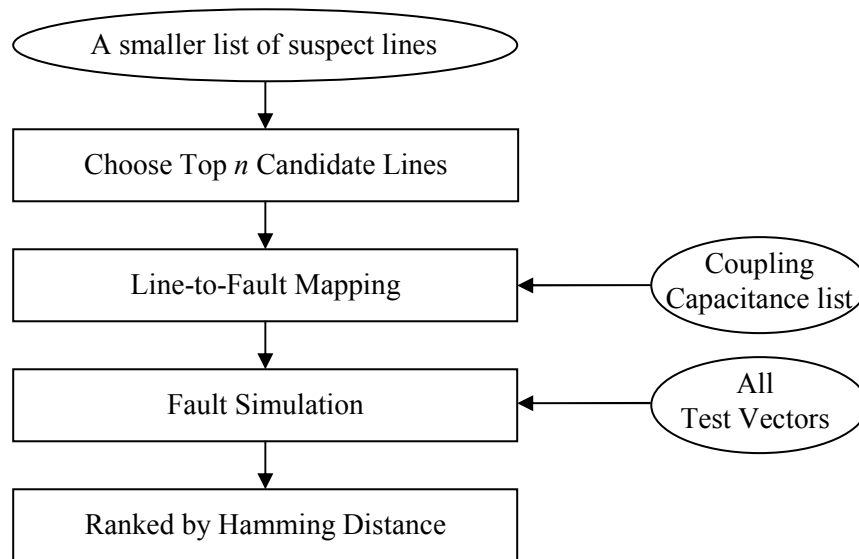 A smaller list of suspect lines
Choose Top n Candidate Lines
Line-to-Fault Mapping
Coupling
Capacitance list
Fault Simulation
All
Test Vectors
Ranked by Hamming Distance